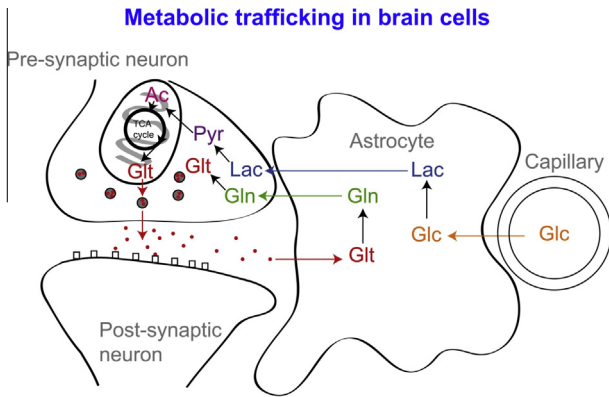 Metabolic trafficking in brain cells
Pre-synaptic neuron
Ac
TCA
cycle
Pyr
Glt
Glt
Lac
Gln
Astrocyte
Lac
Gln
Glc
Glt
Capillary
Glc
Post-synaptic
neuron